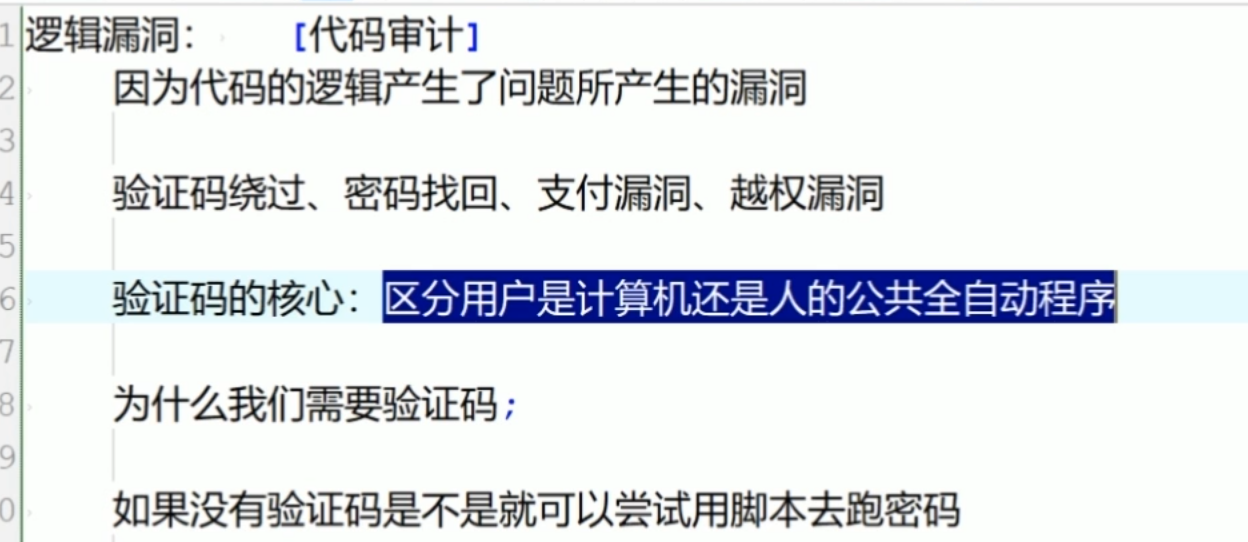 1 逻辑漏洞： [代码审计]
2 因为代码的逻辑产生了问题所产生的漏洞
3
4 验证码绕过、密码找回、支付漏洞、越权漏洞
5
6 验证码的核心：区分用户是计算机还是人的公共全自动程序
7
8 为什么我们需要验证码;
9
0 如果没有验证码是不是就可以尝试用脚本去跑密码